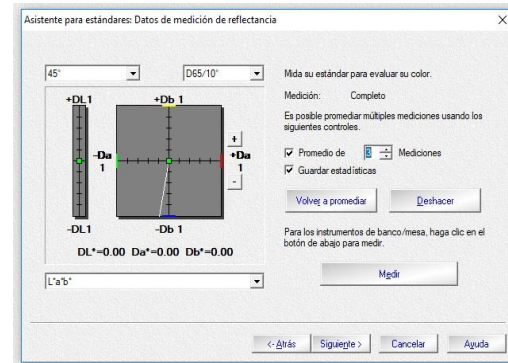 Asistente para estándares: Datos de medición de reflectancia
45°
D65/10°
+DL1
+Db 1
-Da
1
+
+Da
1
-
-DL1
-Db 1
DL*=0.00 Da*=0.00 Db*=0.00
L*a*b*
Mida su estándar para evaluar su color.
Medición: Completo
Es posible promediar múltiples mediciones usando los
siguientes controles.
Promedio de 3 Mediciones
Guardar estadísticas
Volver a promediar
Deshacer
Para los instrumentos de banco/mesa, haga clic en el
botón de abajo para medir.
Medir
<- Atrás
Siguiente >
Cancelar
Ayuda